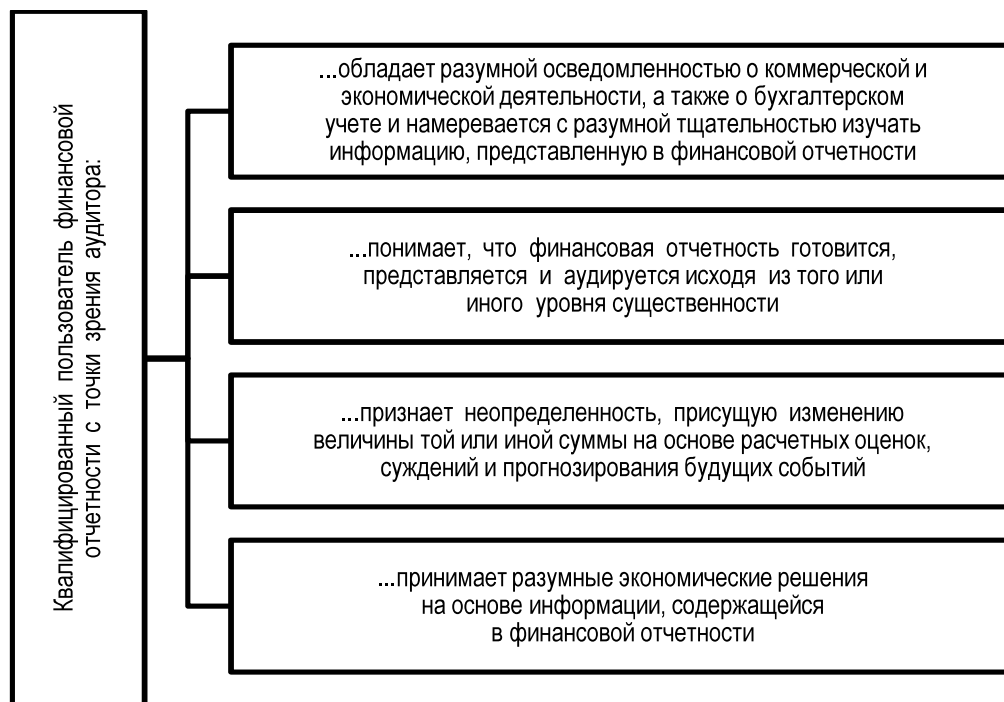 Квалифицированный пользователь финансовой
отчетности с точки зрения аудитора:
...обладает разумной осведомленностью о коммерческой и
экономической деятельности, а также о бухгалтерском
учете и намеревается с разумной тщательностью изучать
информацию, представленную в финансовой отчетности
...понимает, что финансовая отчетность готовится,
представляется и аудируется исходя из того или
иного уровня существенности
...признает неопределенность, присущую изменению
величины той или иной суммы на основе расчетных оценок,
суждений и прогнозирования будущих событий
...принимает разумные экономические решения
на основе информации, содержащейся
в финансовой отчетности